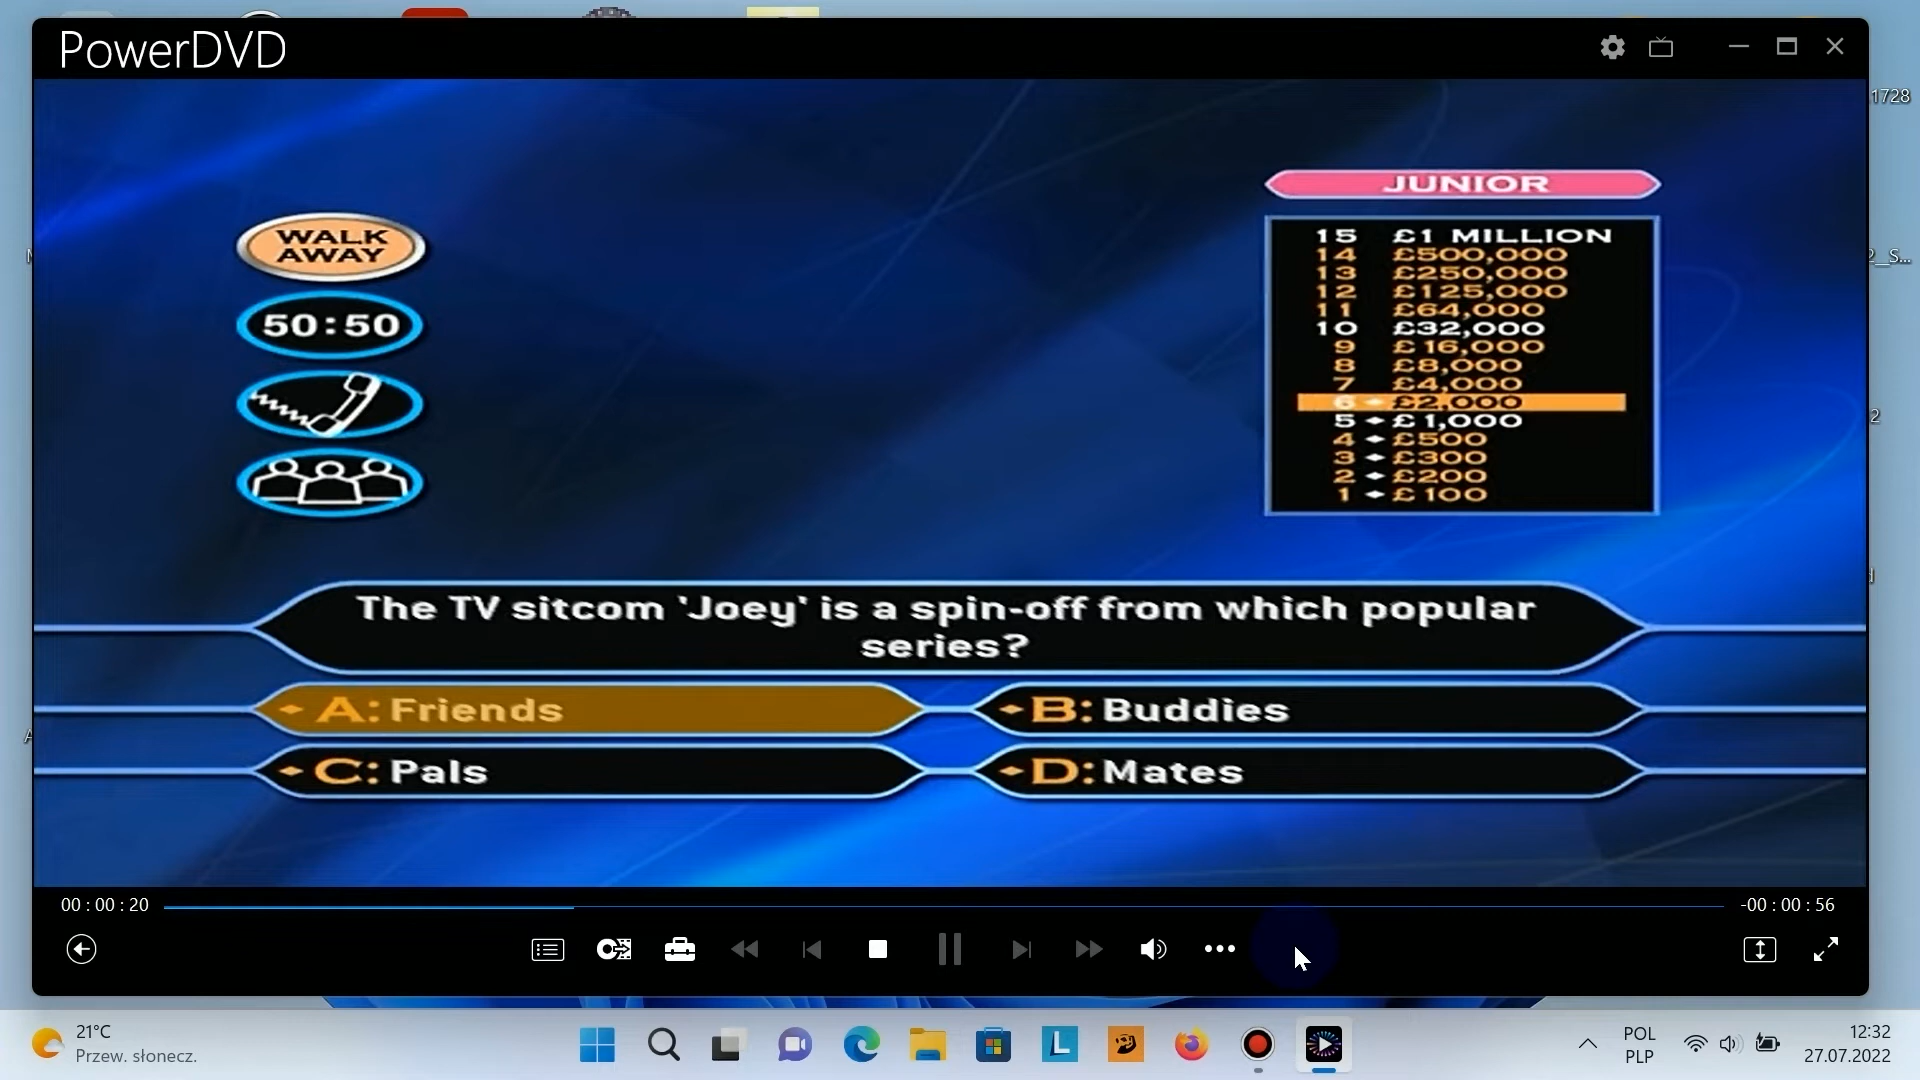 PowerDVD
1728
JUNIOR
WALK
AWAY
50:50
15 £1 MILLION
14 £500,000
13 £250,000
12 £125,000
11 £64,000
10 £32,000
9 £16,000
8 £8,000
7 £4,000
6 £2,000
5 £1,000
4 £500
3 £300
2 £200
1 £100
2_S...
2
The TV sitcom 'Joey' is a spin-off from which popular
series?
A: Friends
B: Buddies
C: Pals
D: Mates
00 : 00 : 20
-00 : 00 : 56
21°C
Przew. słonecz.
POL
PLP
12:32
27.07.2022